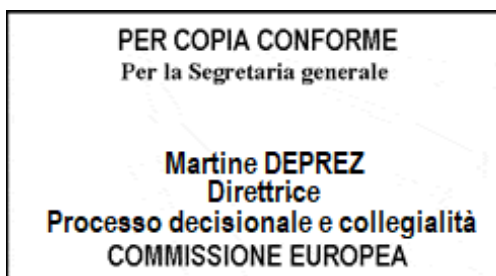 PER COPIA CONFORME
Per la Segretaria generale
Martine DEPREZ
Direttrice
Processo decisionale e collegialità
COMMISSIONE EUROPEA